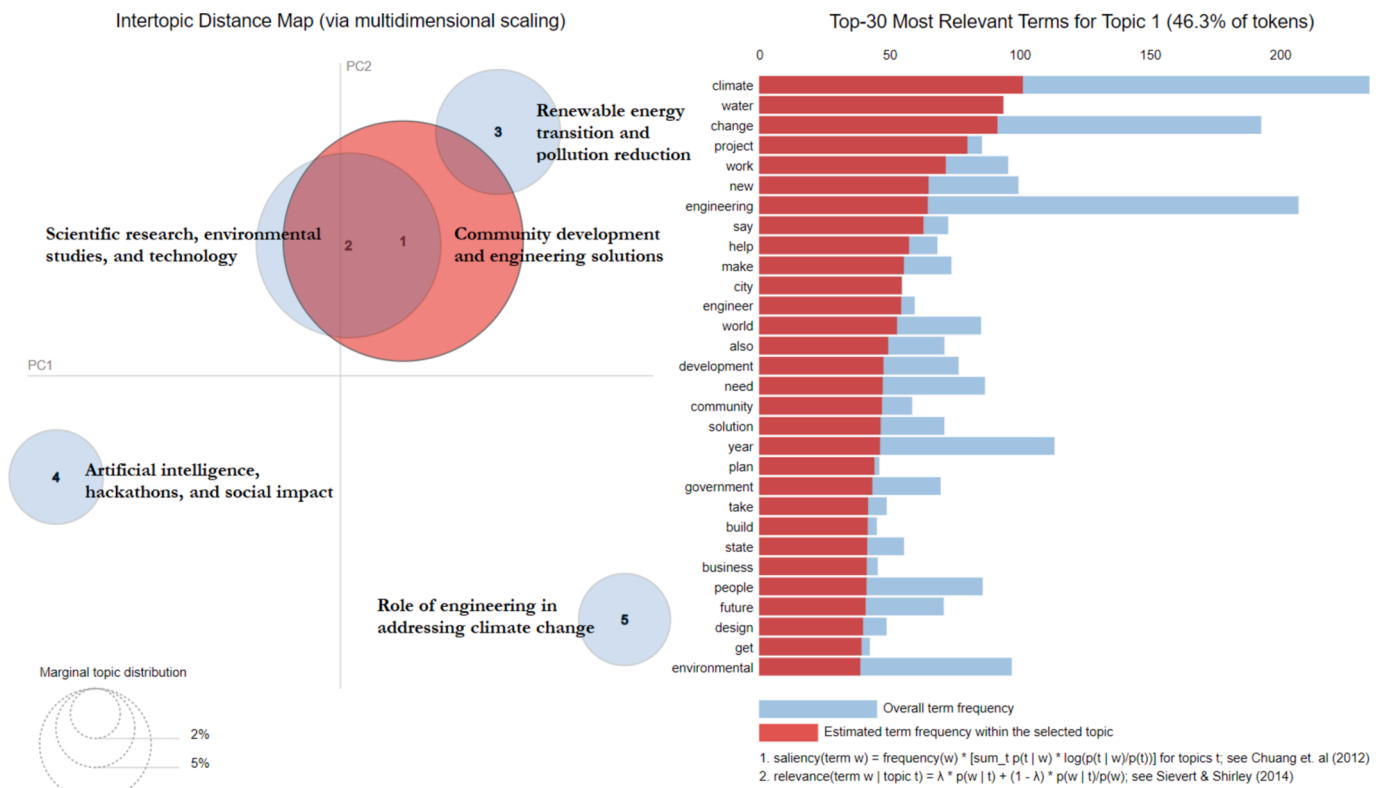 Intertopic Distance Map (via multidimensional scaling)
PC2
PC1
3
Renewable energy
transition and
pollution reduction
Scientific research, environmental
studies, and technology
2
1
Community development
and engineering solutions
4
Artificial intelligence,
hackathons, and social impact
Role of engineering in
addressing climate change
5
Marginal topic distribution
2%
5%
Top-30 Most Relevant Terms for Topic 1 (46.3% of tokens)
0 50 100 150 200
climate
water
change
project
work
new
engineering
say
help
make
city
engineer
world
also
development
need
community
solution
year
plan
government
take
build
state
business
people
future
design
get
environmental
Overall term frequency
Estimated term frequency within the selected topic
1. saliency(term w) = frequency(w) * [sum_t p(t | w) * log(p(t | w)/p(t))] for topics t; see Chuang et. al (2012)
2. relevance(term w | topic t) = λ * p(w | t) + (1 - λ) * p(w | t)/p(w); see Sievert & Shirley (2014)